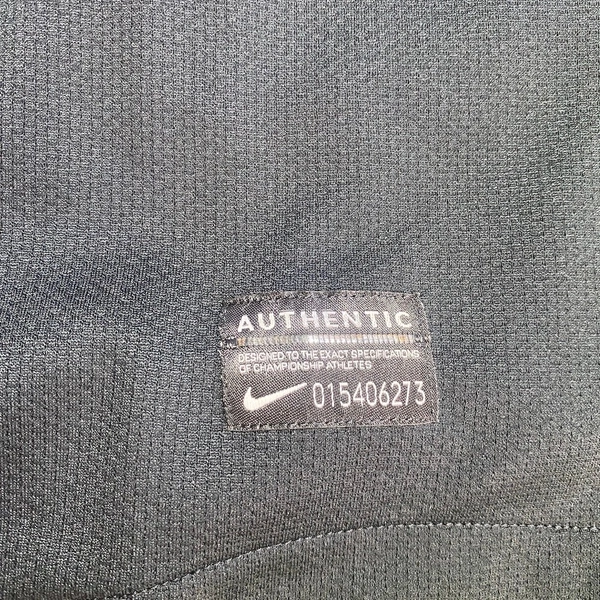 AUTHENTIC
DESIGNED TO THE EXACT SPECIFICATIONS
OF CHAMPIONSHIP ATHLETES
015406273